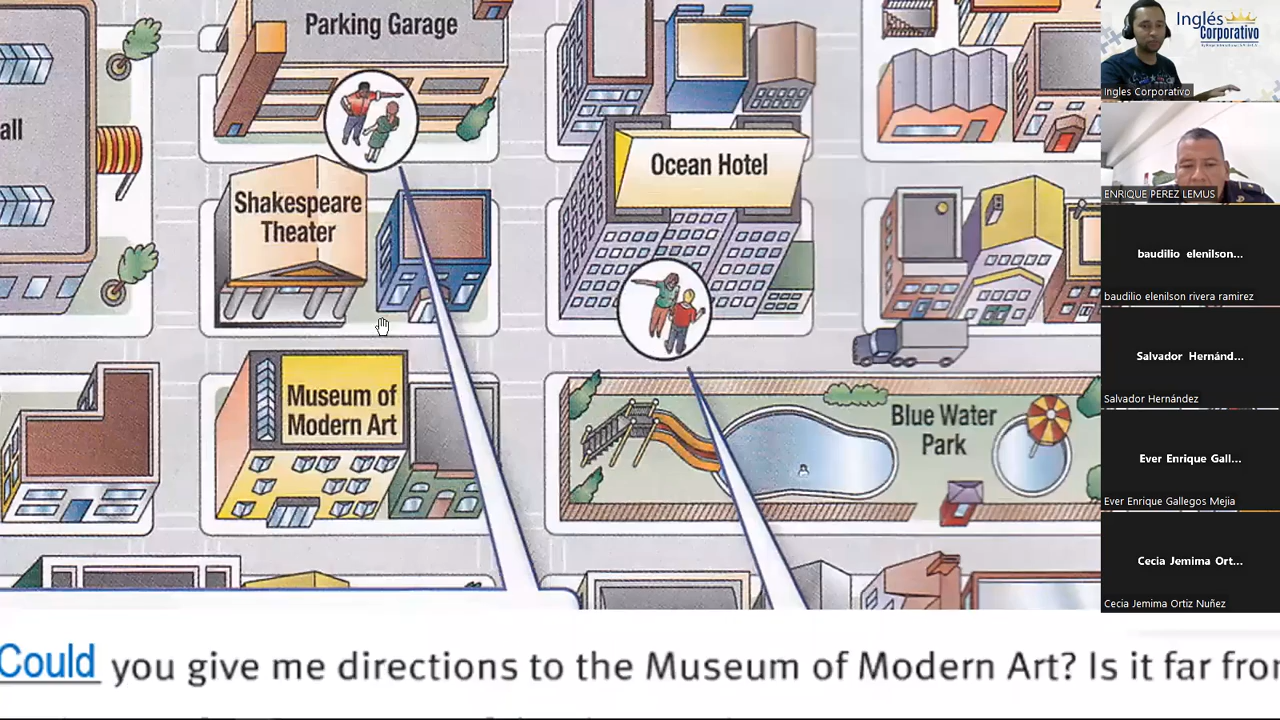 Parking Garage
all
Shakespeare
Theater
Ocean Hotel
Museum of
Modern Art
Blue Water
Park
Could you give me directions to the Museum of Modern Art? Is it far from
Inglés
Corporativo
Ingles Corporativo
ENRIQUE PEREZ LEMUS
baudilio elenilson...
baudilio elenilson rivera ramirez
Salvador Hernánd...
Salvador Hernández
Ever Enrique Gall...
Ever Enrique Gallegos Mejia
Cecia Jemima Ort...
Cecia Jemima Ortiz Nuñez